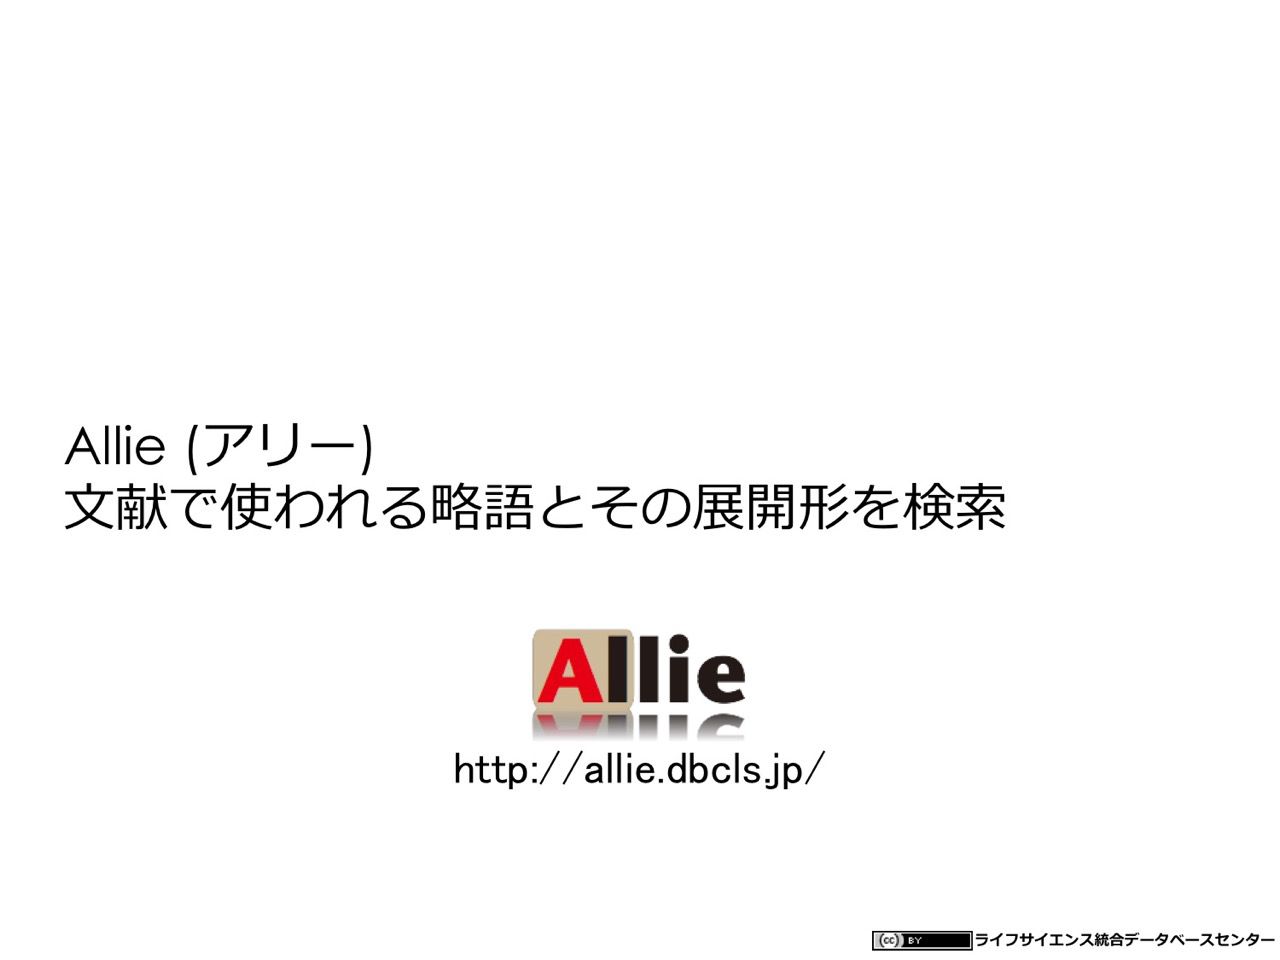 Allie (アリー)
文献で使われる略語とその展開形を検索
Allie
http://allie.dbcls.jp/
cc BY ライフサイエンス統合データベースセンター